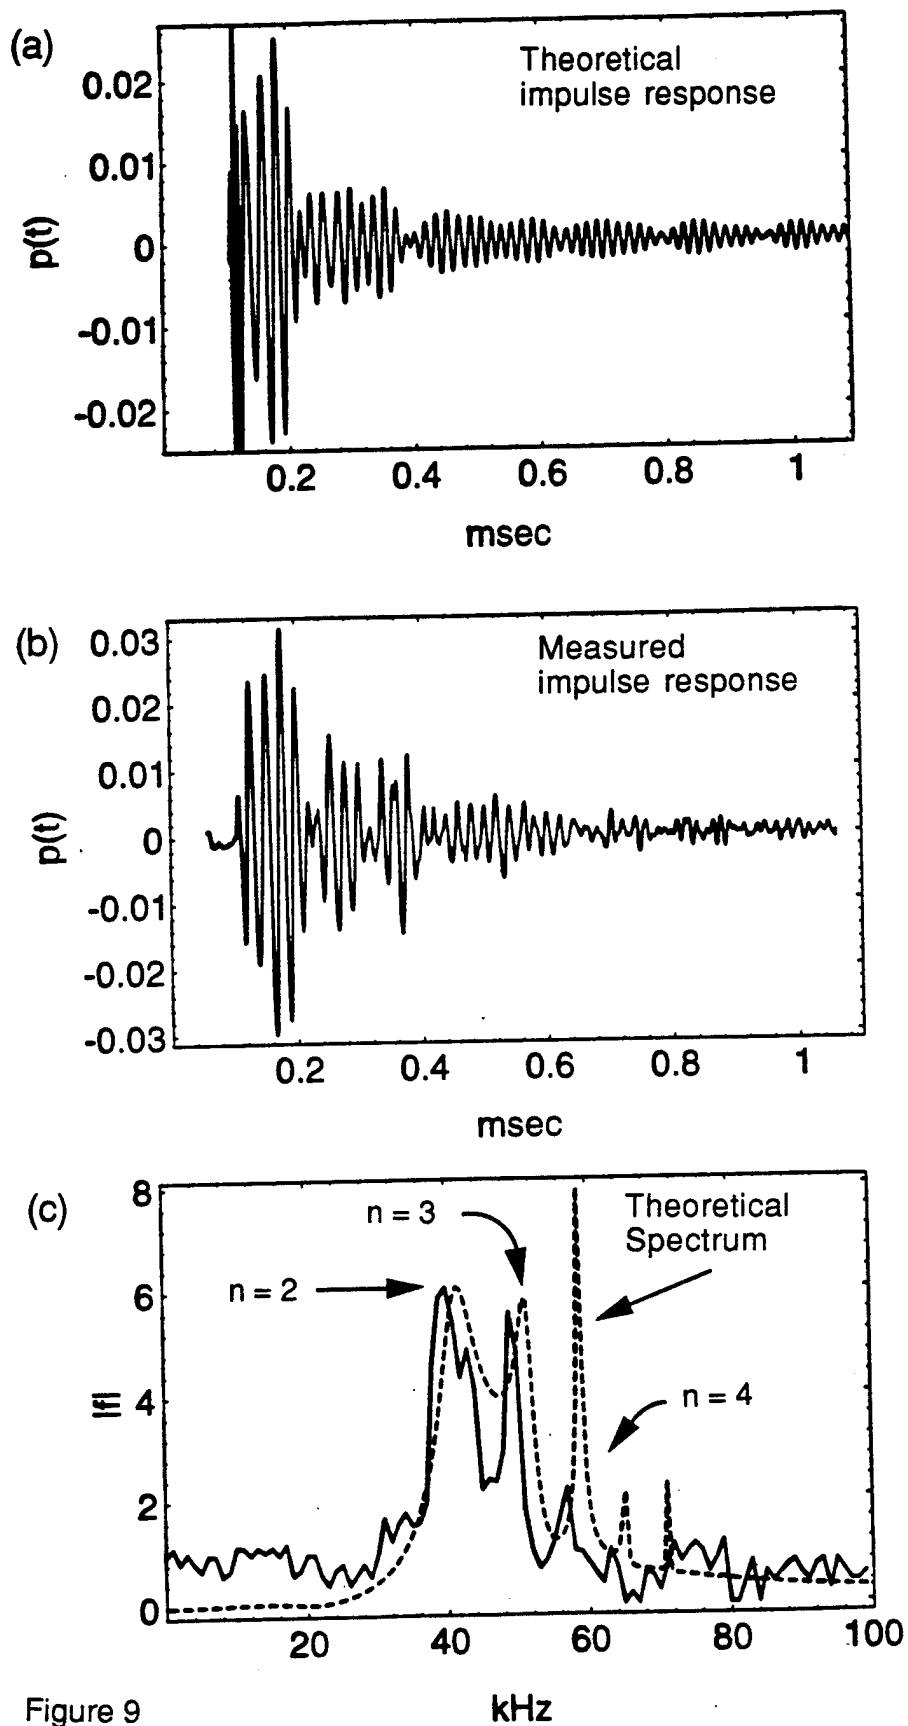 (a)
Theoretical
impulse response
0.02
0.01
0
-0.01
-0.02
p(t)
0.2 0.4 0.6 0.8 1
msec
(b)
Measured
impulse response
0.03
0.02
0.01
0
-0.01
-0.02
-0.03
p(t)
0.2 0.4 0.6 0.8 1
msec
(c)
8
6
4
2
0
|f|
n = 3
n = 2
Theoretical
Spectrum
n = 4
20 40 60 80 100
kHz
Figure 9